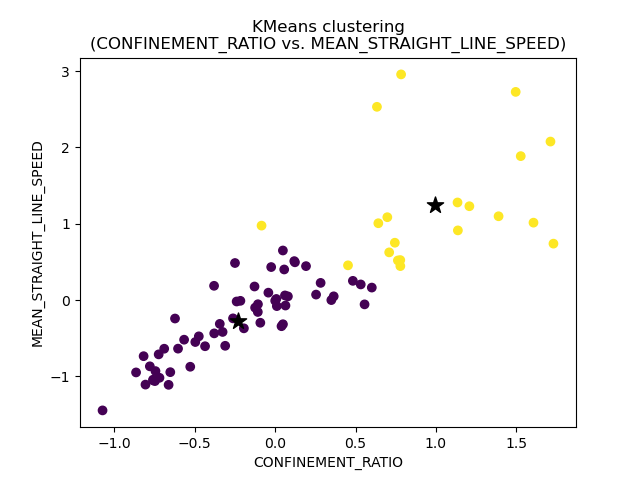 KMeans clustering
(CONFINEMENT_RATIO vs. MEAN_STRAIGHT_LINE_SPEED)
3
2
1
0
−1
MEAN_STRAIGHT_LINE_SPEED
−1.0 −0.5 0.0 0.5 1.0 1.5
CONFINEMENT_RATIO